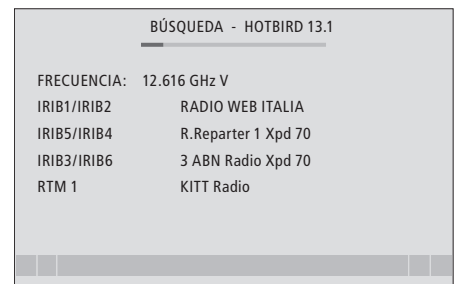 BÚSQUEDA - HOTBIRD 13.1
FRECUENCIA: 12.616 GHz V
IRIB1/IRIB2 RADIO WEB ITALIA
IRIB5/IRIB4 R.Reparter 1 Xpd 70
IRIB3/IRIB6 3 ABN Radio Xpd 70
RTM 1 KITT Radio